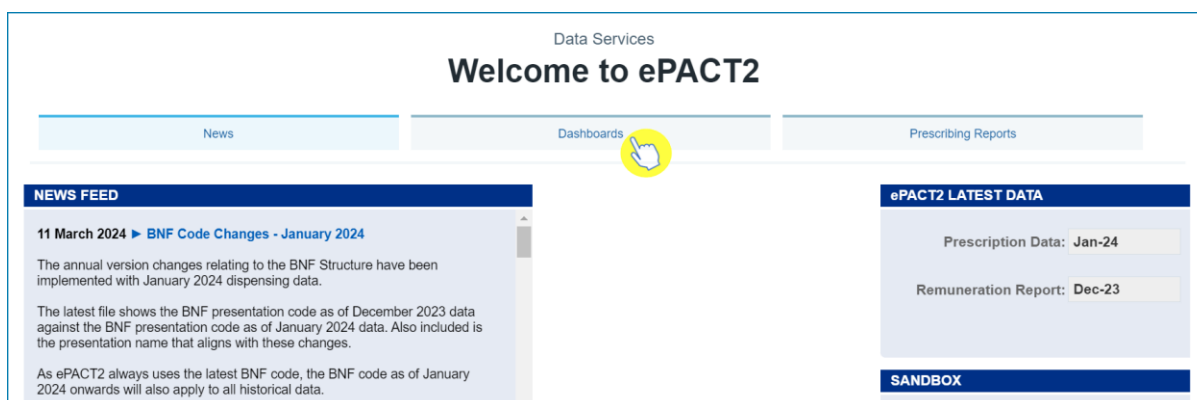 Data Services
Welcome to ePACT2
News
Dashboards
Prescribing Reports
NEWS FEED
11 March 2024 ► BNF Code Changes - January 2024
The annual version changes relating to the BNF Structure have been
implemented with January 2024 dispensing data.
The latest file shows the BNF presentation code as of December 2023 data
against the BNF presentation code as of January 2024 data. Also included is
the presentation name that aligns with these changes.
As ePACT2 always uses the latest BNF code, the BNF code as of January
2024 onwards will also apply to all historical data.
ePACT2 LATEST DATA
Prescription Data: Jan-24
Remuneration Report: Dec-23
SANDBOX